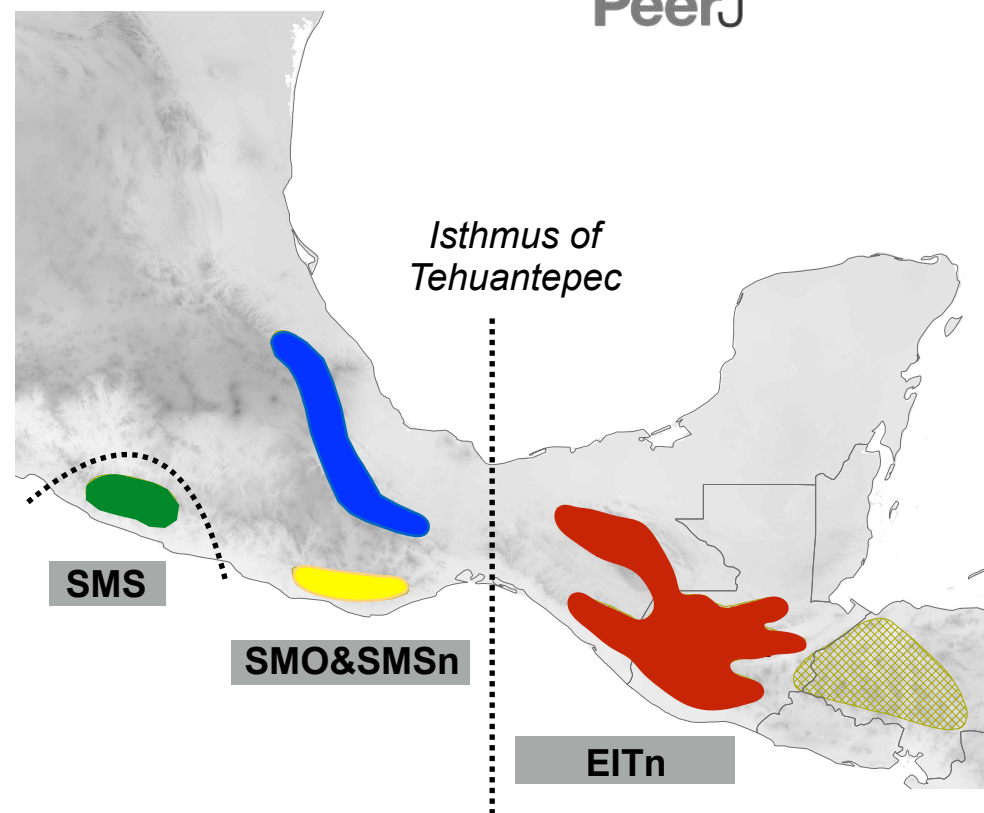 PeerJ
Isthmus of
Tehuantepec
SMS
SMO&SMSn
EITn